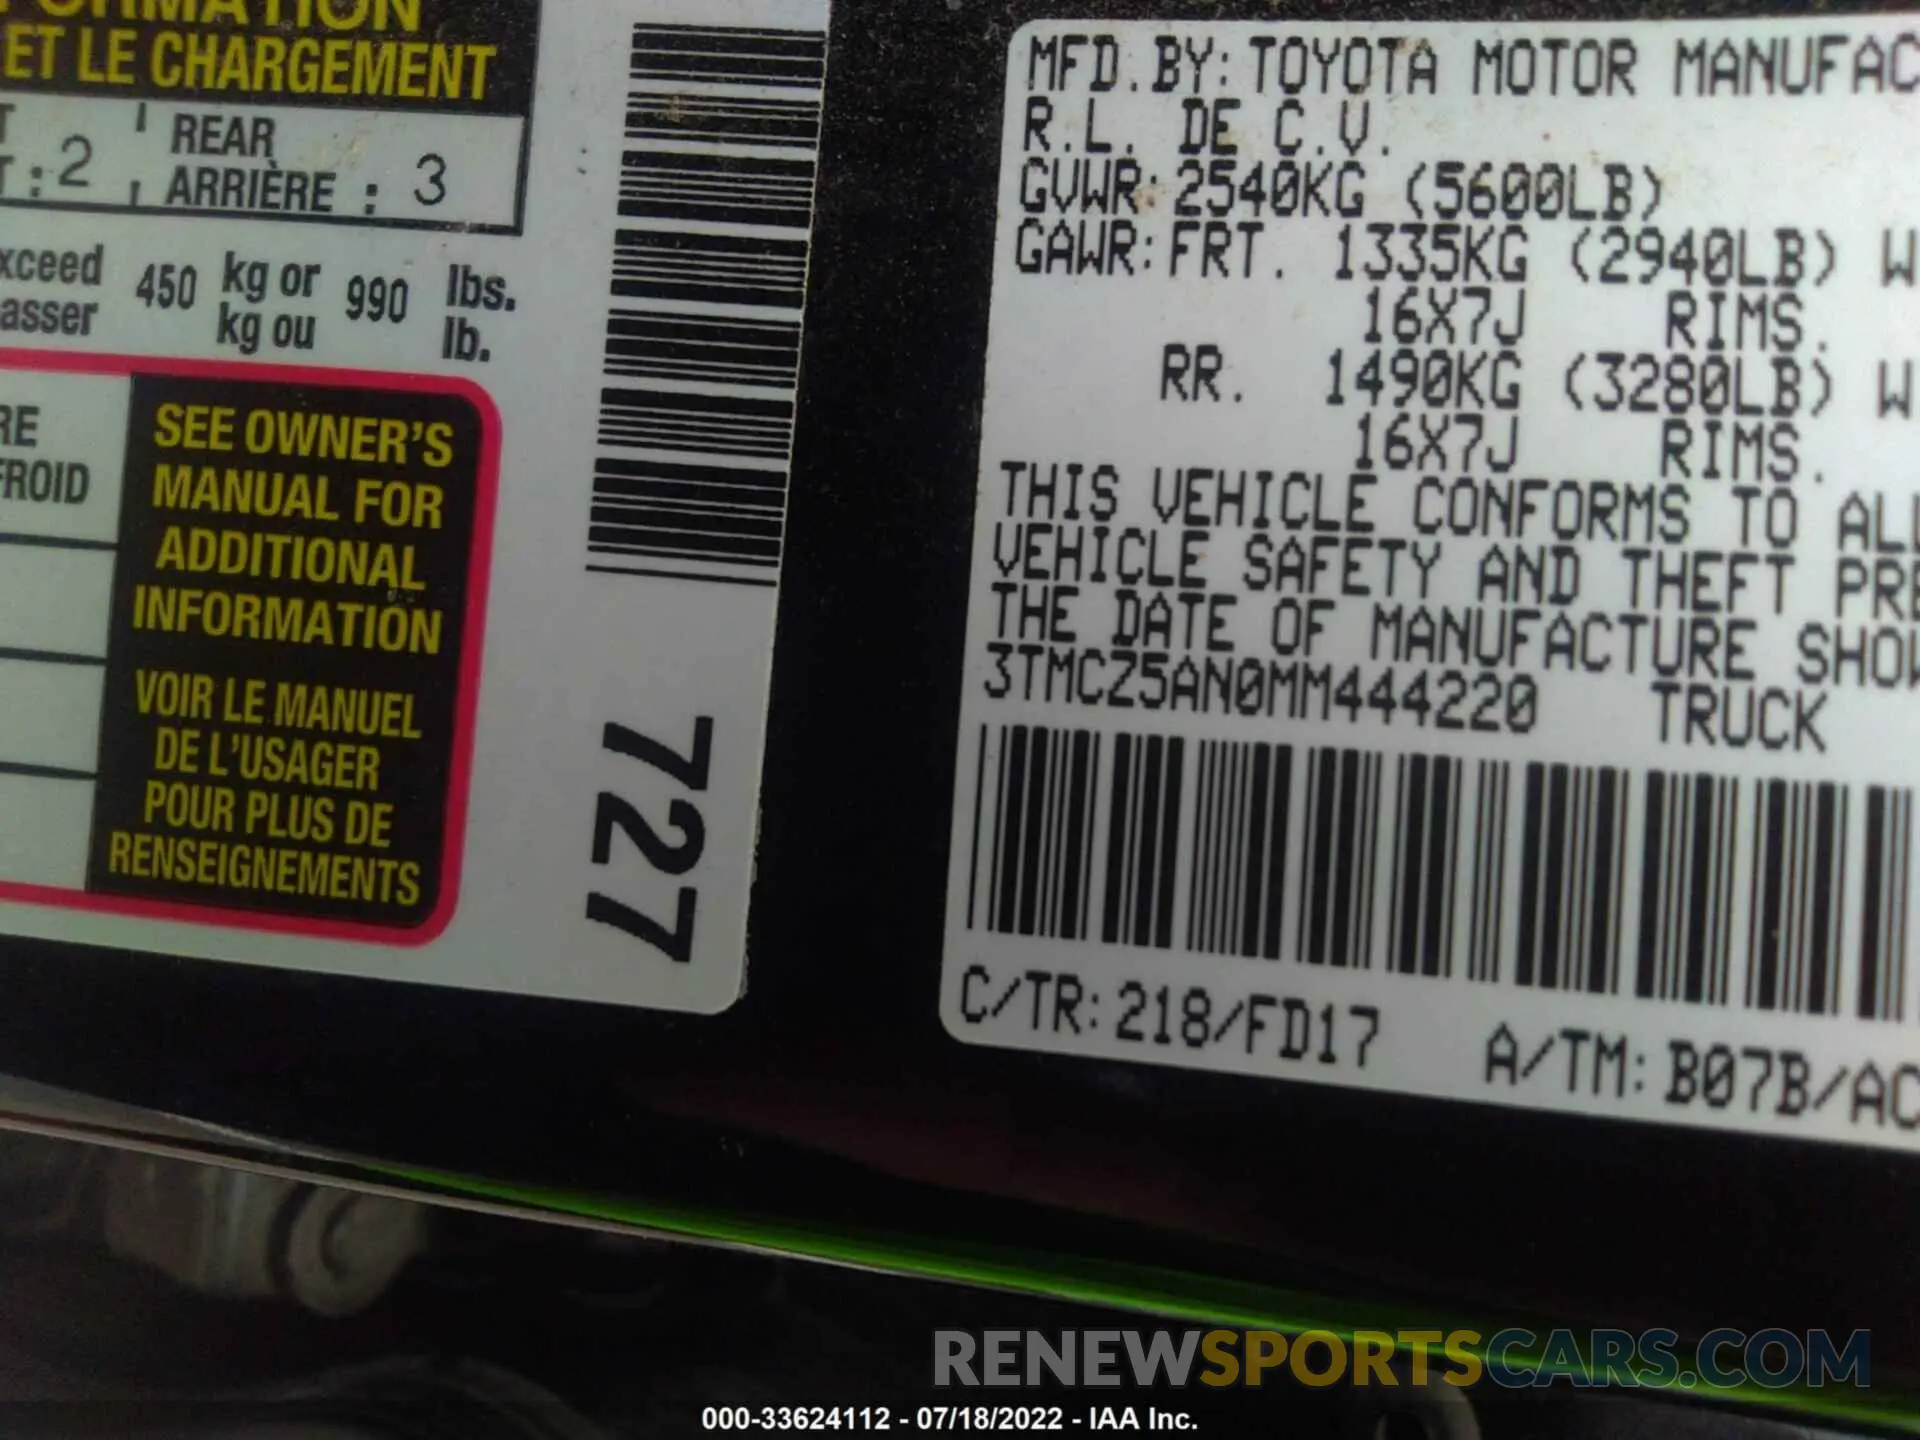 ET LE CHARGEMENT
: 2 REAR
ARRIÈRE : 3
450 kg or 990 lbs.
kg ou lb.
SEE OWNER'S
MANUAL FOR
ADDITIONAL
INFORMATION
VOIR LE MANUEL
DE L'USAGER
POUR PLUS DE
RENSEIGNEMENTS
727
MFD.BY: TOYOTA MOTOR MANUFAC
R.L. DE C.V.
GVWR: 2540KG (5600LB)
GAWR: FRT. 1335KG (2940LB) W
16X7J RIMS.
RR. 1490KG (3280LB) W
16X7J RIMS.
THIS VEHICLE CONFORMS TO ALL
VEHICLE SAFETY AND THEFT PRE
THE DATE OF MANUFACTURE SHOW
3TMCZ5AN0MM444220 TRUCK
C/TR: 218/FD17 A/TM: B07B/AC
RENEWSPORTSCARS.COM
000-33624112 - 07/18/2022 - IAA Inc.